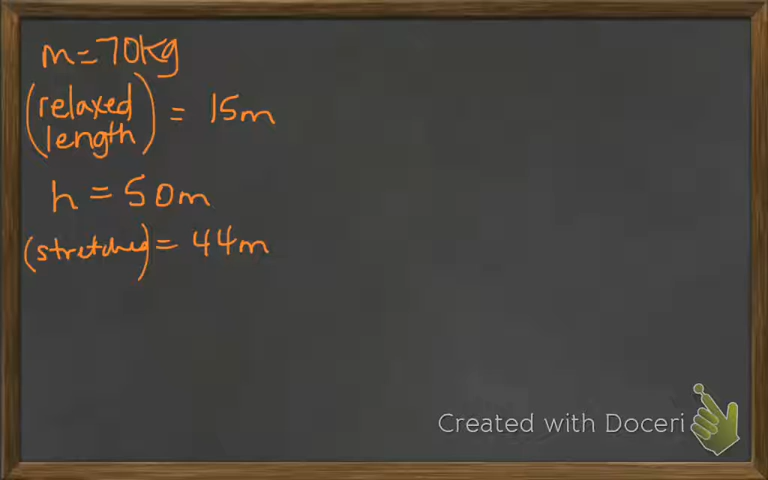 m=70kg
(relaxed length) = 15m
h = 50m
(stretched) = 44m
Created with Doceri